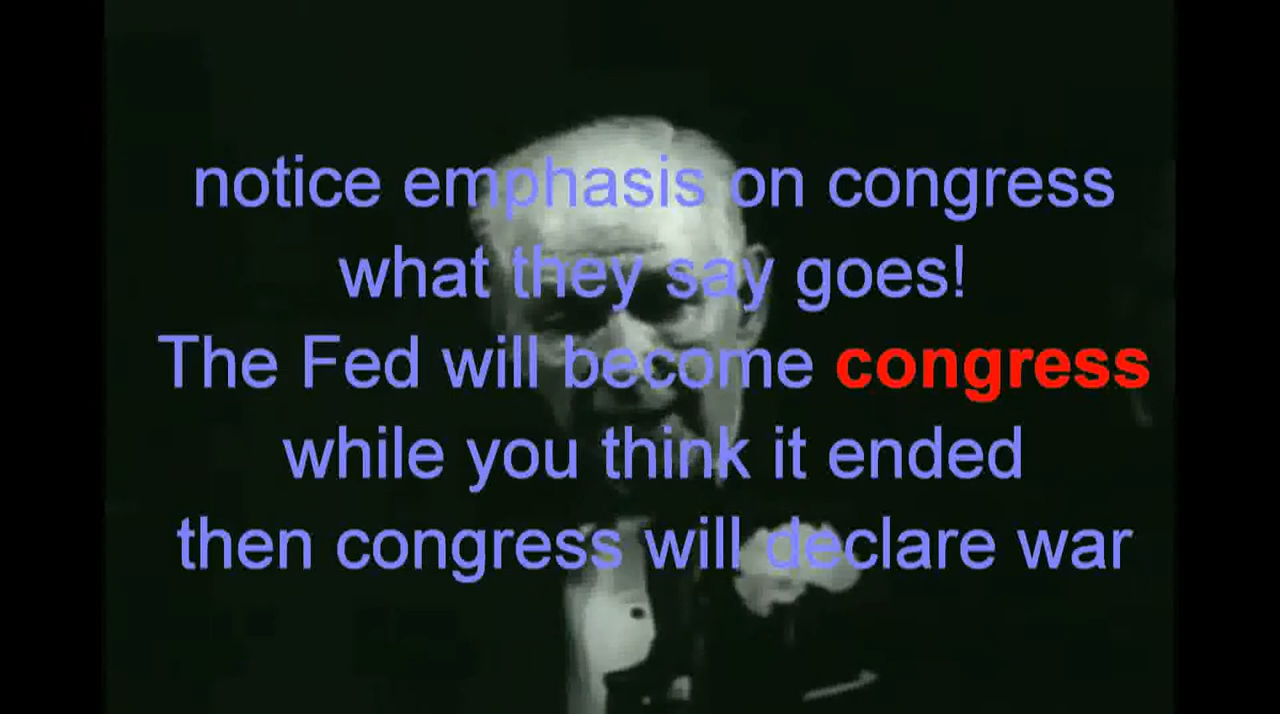 notice emphasis on congress
what they say goes!
The Fed will become congress
while you think it ended
then congress will declare war